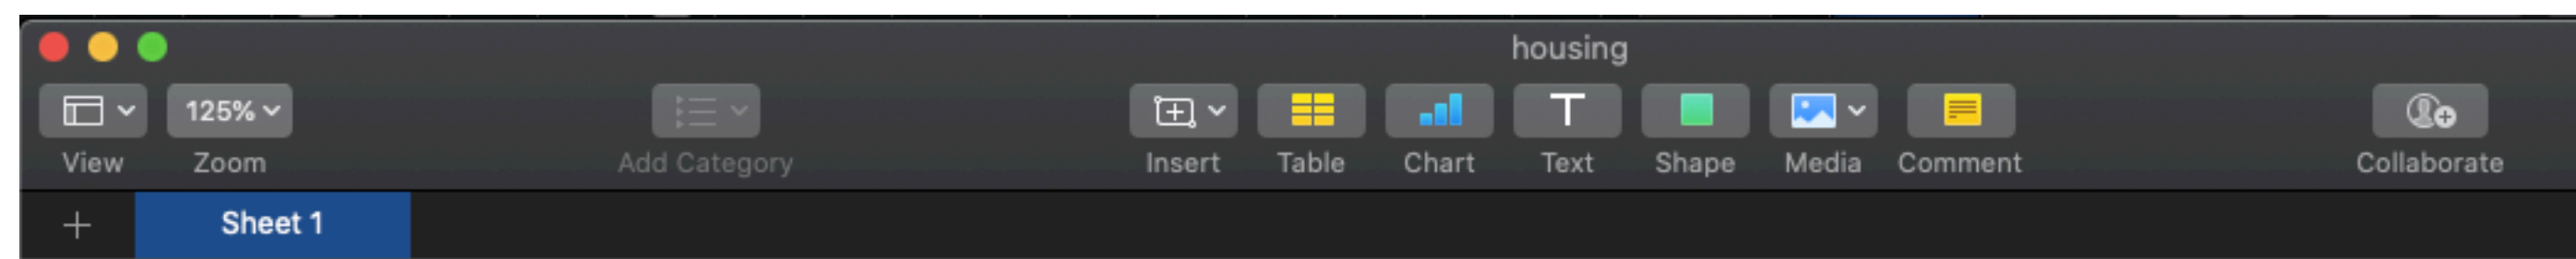 housing
125%
View Zoom Add Category Insert Table Chart Text Shape Media Comment Collaborate
Sheet 1